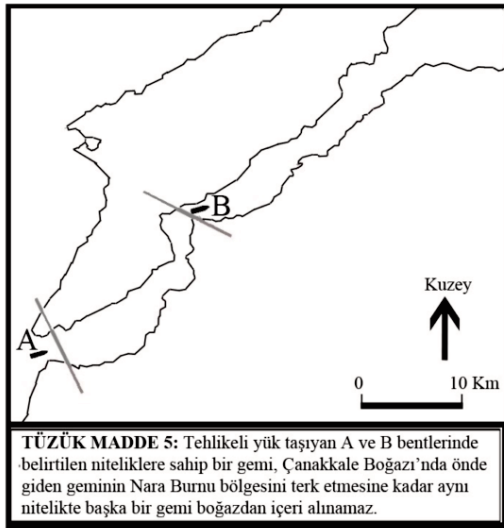 B
Kuzey
A
0 10 Km
TÜZÜK MADDE 5: Tehlikeli yük taşıyan A ve B bentlerinde
belirtilen niteliklere sahip bir gemi, Çanakkale Boğazı’nda önde
giden geminin Nara Burnu bölgesini terk etmesine kadar aynı
nitelikte başka bir gemi boğazdan içeri alınamaz.